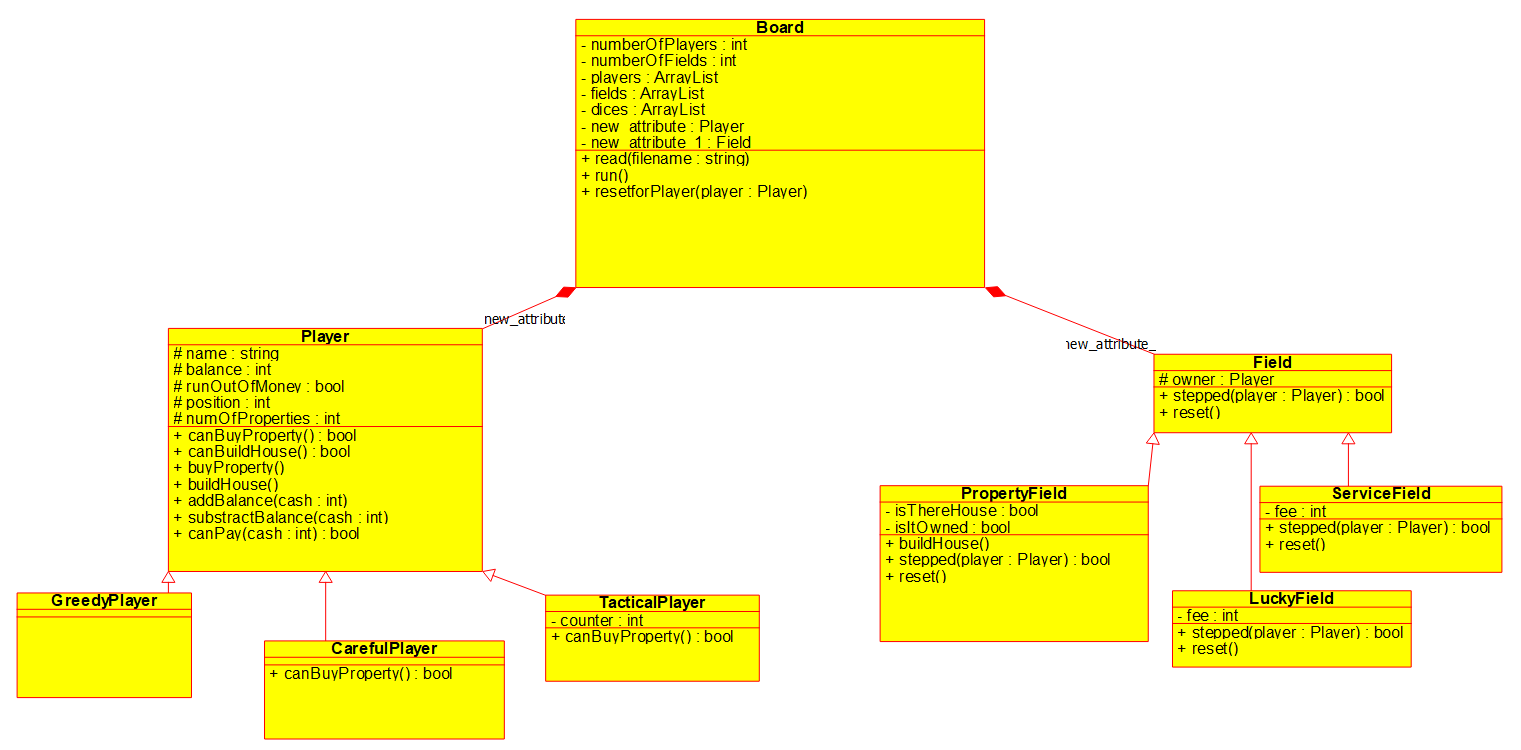 Board
- numberOfPlayers : int
- numberOfFields : int
- players : ArrayList
- fields : ArrayList
- dices : ArrayList
- new_attribute : Player
- new_attribute_1 : Field
+ read(filename : string)
+ run()
+ resetforPlayer(player : Player)
new_attribute
new_attribute_
Player
# name : string
# balance : int
# runOutOfMoney : bool
# position : int
# numOfProperties : int
+ canBuyProperty() : bool
+ canBuildHouse() : bool
+ buyProperty()
+ buildHouse()
+ addBalance(cash : int)
+ substractBalance(cash : int)
+ canPay(cash : int) : bool
Field
# owner : Player
+ stepped(player : Player) : bool
+ reset()
GreedyPlayer
CarefulPlayer
+ canBuyProperty() : bool
TacticalPlayer
- counter : int
+ canBuyProperty() : bool
PropertyField
- isThereHouse : bool
- isItOwned : bool
+ buildHouse()
+ stepped(player : Player) : bool
+ reset()
ServiceField
- fee : int
+ stepped(player : Player) : bool
+ reset()
LuckyField
- fee : int
+ stepped(player : Player) : bool
+ reset()